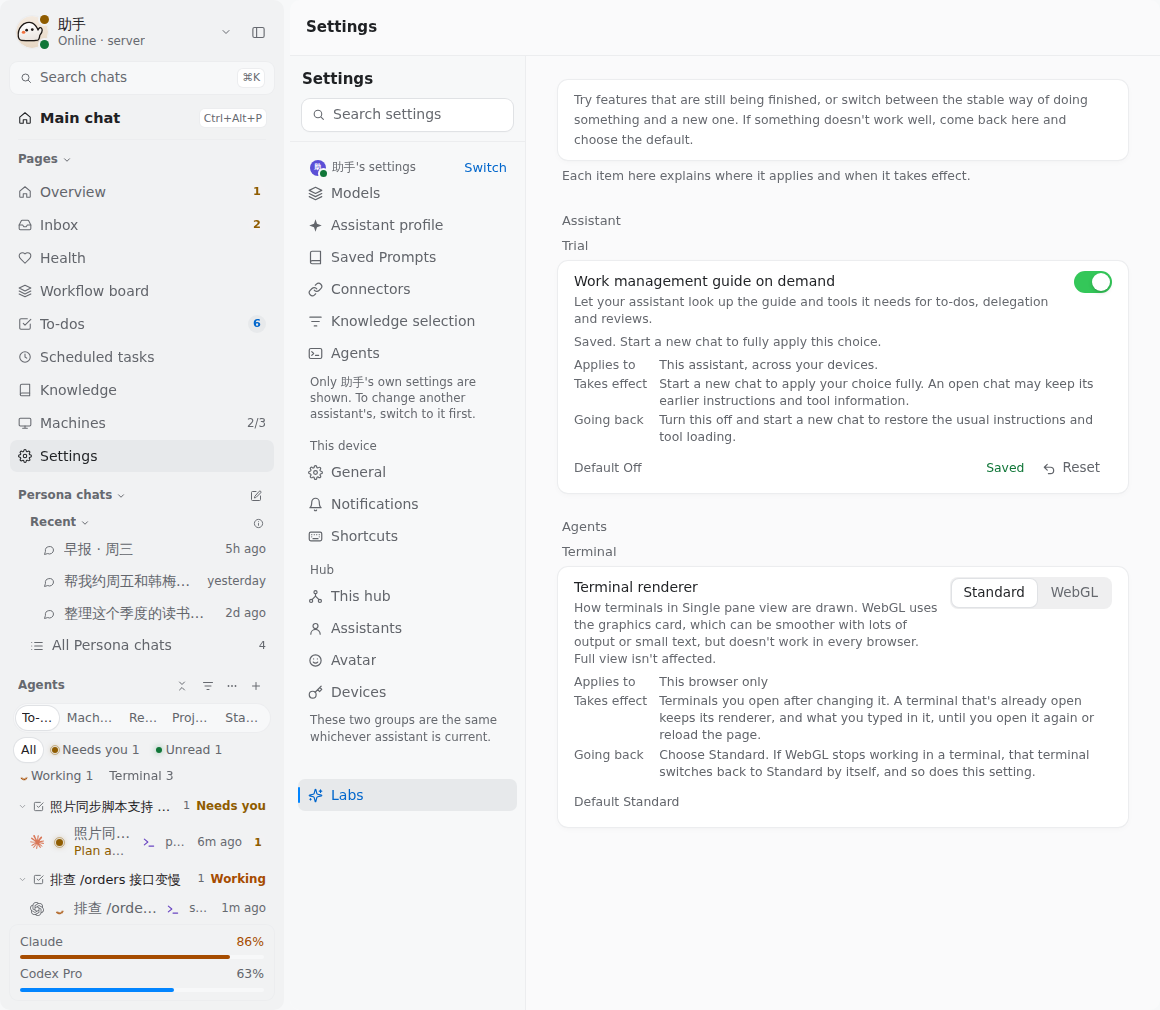 助手
Online · server
Search chats
⌘K
Main chat
Ctrl+Alt+P
Pages
Overview
1
Inbox
2
Health
Workflow board
To-dos
6
Scheduled tasks
Knowledge
Machines
2/3
Settings
Persona chats
Recent
早报 · 周三
5h ago
帮我约周五和韩梅…
yesterday
整理这个季度的读书…
2d ago
All Persona chats
4
Agents
To-…
Mach…
Re…
Proj…
Sta…
All
Needs you 1
Unread 1
Working 1
Terminal 3
照片同步脚本支持 …
1 Needs you
照片同…
p…
6m ago
1
Plan a…
排查 /orders 接口变慢
1 Working
排查 /orde…
s…
1m ago
Claude
86%
Codex Pro
63%
Settings
Settings
Search settings
助手's settings
Switch
Models
Assistant profile
Saved Prompts
Connectors
Knowledge selection
Agents
Only 助手's own settings are
shown. To change another
assistant's, switch to it first.
This device
General
Notifications
Shortcuts
Hub
This hub
Assistants
Avatar
Devices
These two groups are the same
whichever assistant is current.
Labs
Try features that are still being finished, or switch between the stable way of doing
something and a new one. If something doesn't work well, come back here and
choose the default.
Each item here explains where it applies and when it takes effect.
Assistant
Trial
Work management guide on demand
Let your assistant look up the guide and tools it needs for to-dos, delegation
and reviews.
Saved. Start a new chat to fully apply this choice.
Applies to
This assistant, across your devices.
Takes effect
Start a new chat to apply your choice fully. An open chat may keep its
earlier instructions and tool information.
Going back
Turn this off and start a new chat to restore the usual instructions and
tool loading.
Default Off
Saved
Reset
Agents
Terminal
Terminal renderer
Standard
WebGL
How terminals in Single pane view are drawn. WebGL uses
the graphics card, which can be smoother with lots of
output or small text, but doesn't work in every browser.
Full view isn't affected.
Applies to
This browser only
Takes effect
Terminals you open after changing it. A terminal that's already open
keeps its renderer, and what you typed in it, until you open it again or
reload the page.
Going back
Choose Standard. If WebGL stops working in a terminal, that terminal
switches back to Standard by itself, and so does this setting.
Default Standard